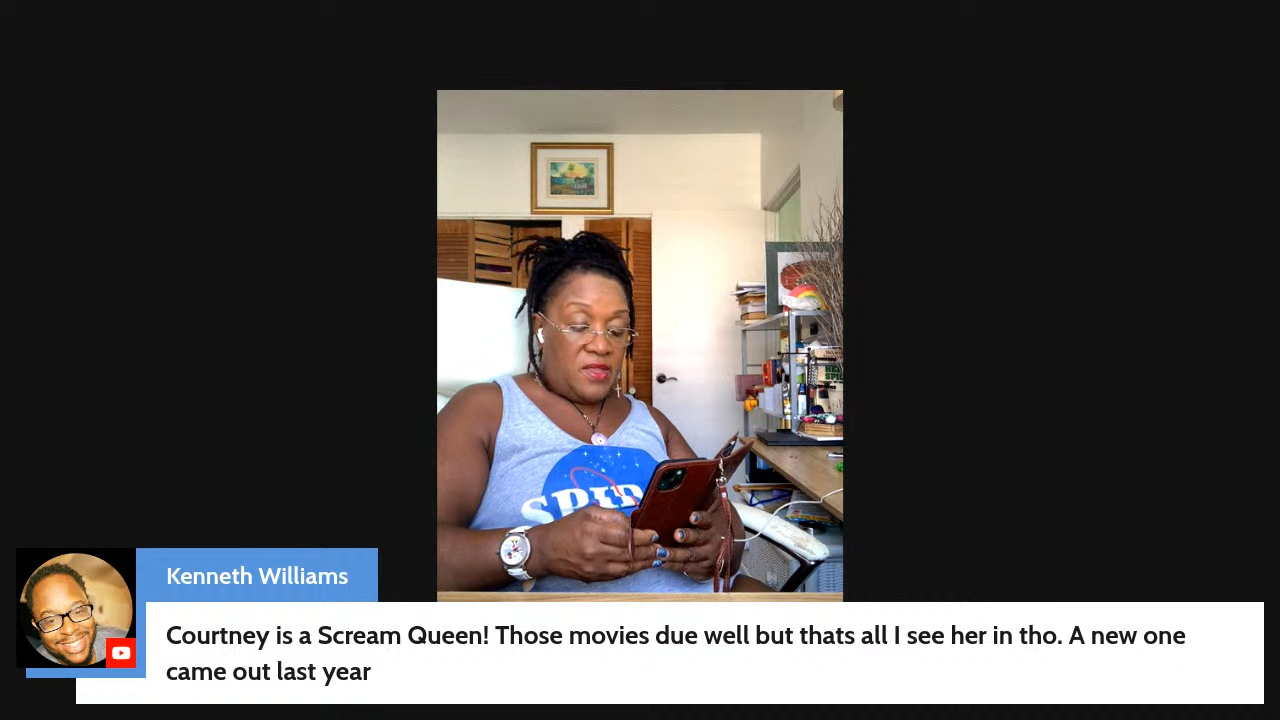 SPID
Kenneth Williams
Courtney is a Scream Queen! Those movies due well but thats all I see her in tho. A new one
came out last year